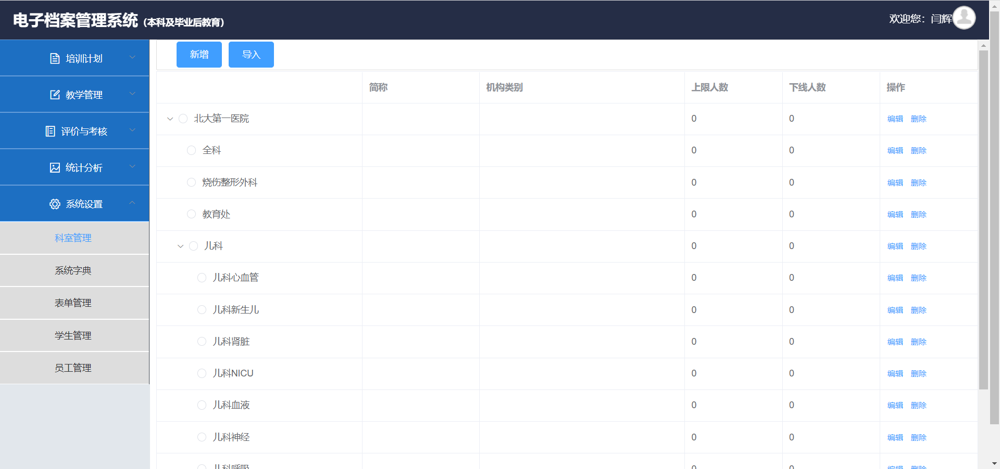 电子档案管理系统 (本科及毕业后教育)
欢迎您：闫辉
培训计划
教学管理
评价与考核
统计分析
系统设置
科室管理
系统字典
表单管理
学生管理
员工管理
新增 导入
简称 机构类别 上限人数 下线人数 操作
北大第一医院 0 0 编辑 删除
全科 0 0 编辑 删除
烧伤整形外科 0 0 编辑 删除
教育处 0 0 编辑 删除
儿科 0 0 编辑 删除
儿科心血管 0 0 编辑 删除
儿科新生儿 0 0 编辑 删除
儿科肾脏 0 0 编辑 删除
儿科NICU 0 0 编辑 删除
儿科血液 0 0 编辑 删除
儿科神经 0 0 编辑 删除
儿科呼吸 0 0 编辑 删除